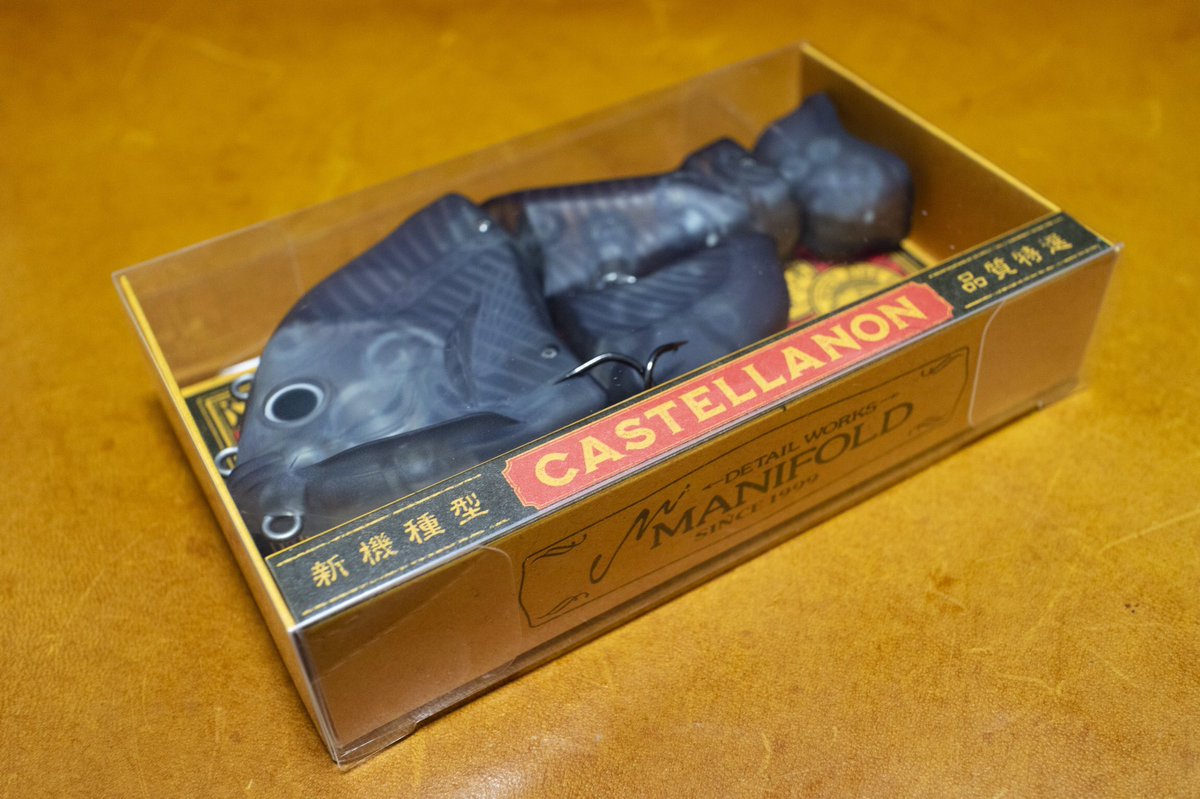 新機種型
CASTELLANON
品質特選
DETAIL WORKS
MANIFOLD
SINCE 1999